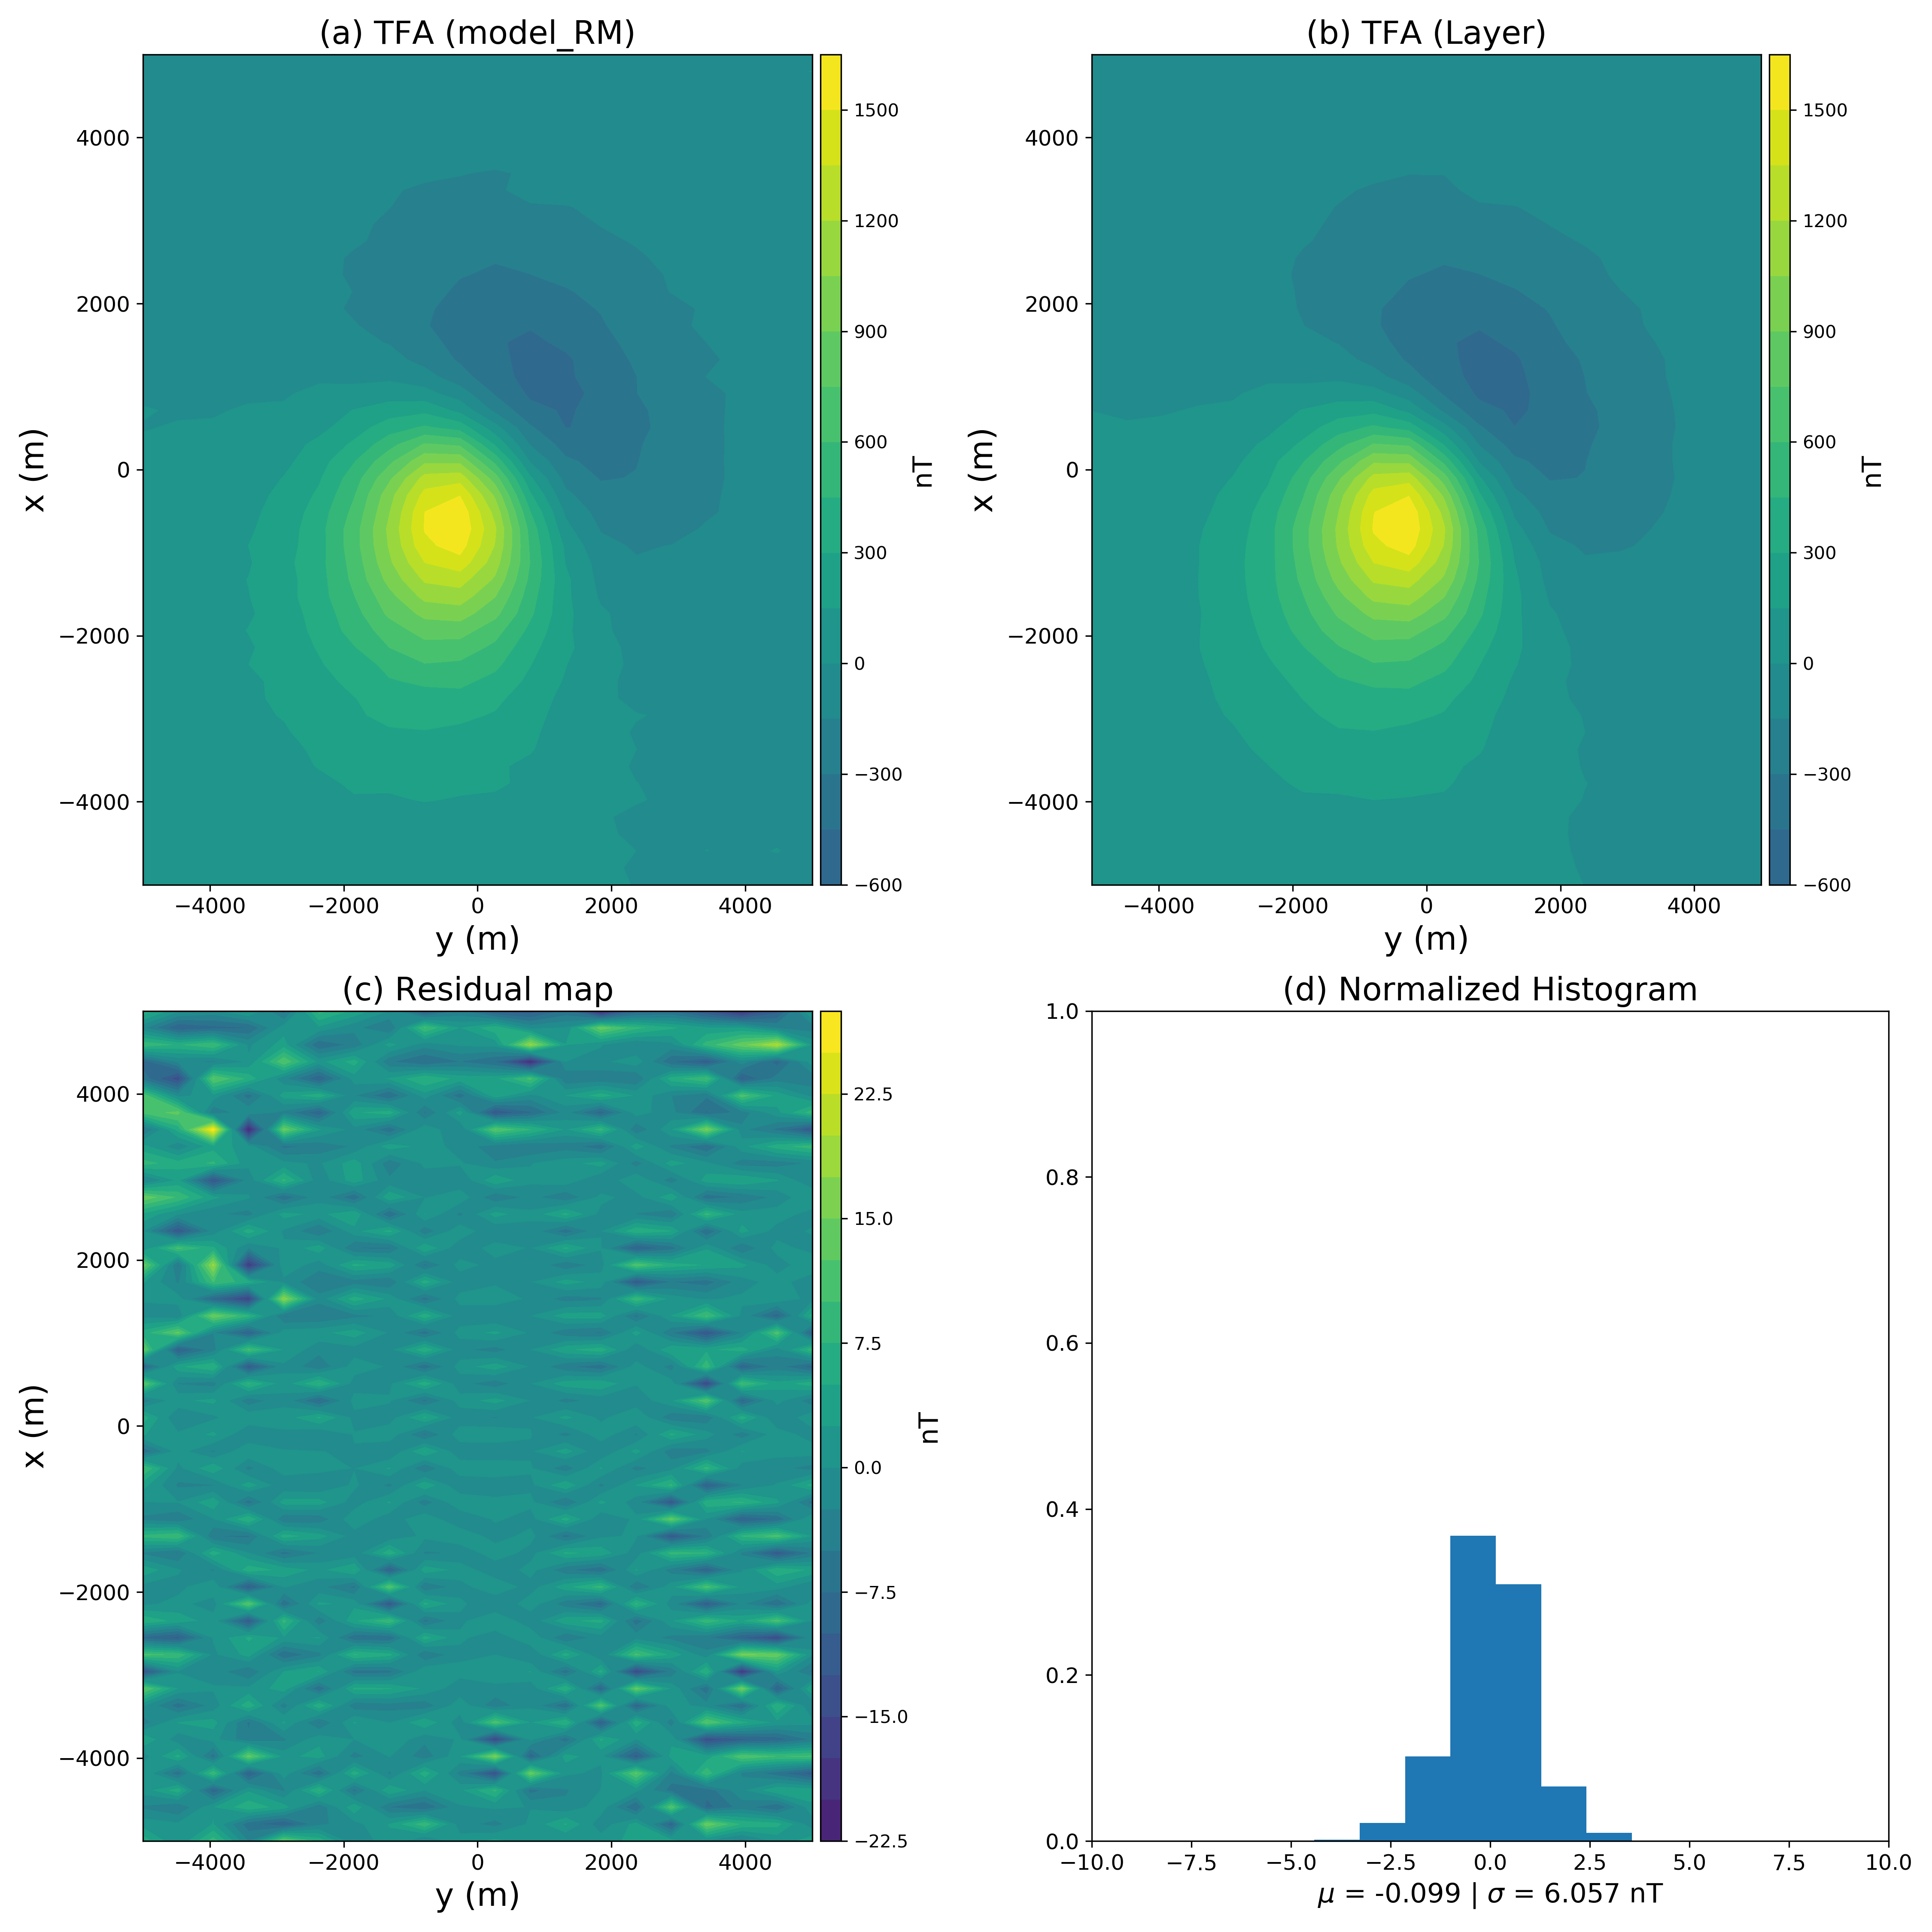 (a) TFA (model_RM)
4000
2000
0
−2000
−4000
x (m)
−4000 −2000 0 2000 4000
y (m)
1500
1200
900
600
300
0
−300
−600
nT
(b) TFA (Layer)
4000
2000
0
−2000
−4000
x (m)
−4000 −2000 0 2000 4000
y (m)
1500
1200
900
600
300
0
−300
−600
nT
(c) Residual map
4000
2000
0
−2000
−4000
x (m)
−4000 −2000 0 2000 4000
y (m)
22.5
15.0
7.5
0.0
−7.5
−15.0
−22.5
nT
(d) Normalized Histogram
1.0
0.8
0.6
0.4
0.2
0.0
−10.0 −7.5 −5.0 −2.5 0.0 2.5 5.0 7.5 10.0
μ = -0.099 | σ = 6.057 nT